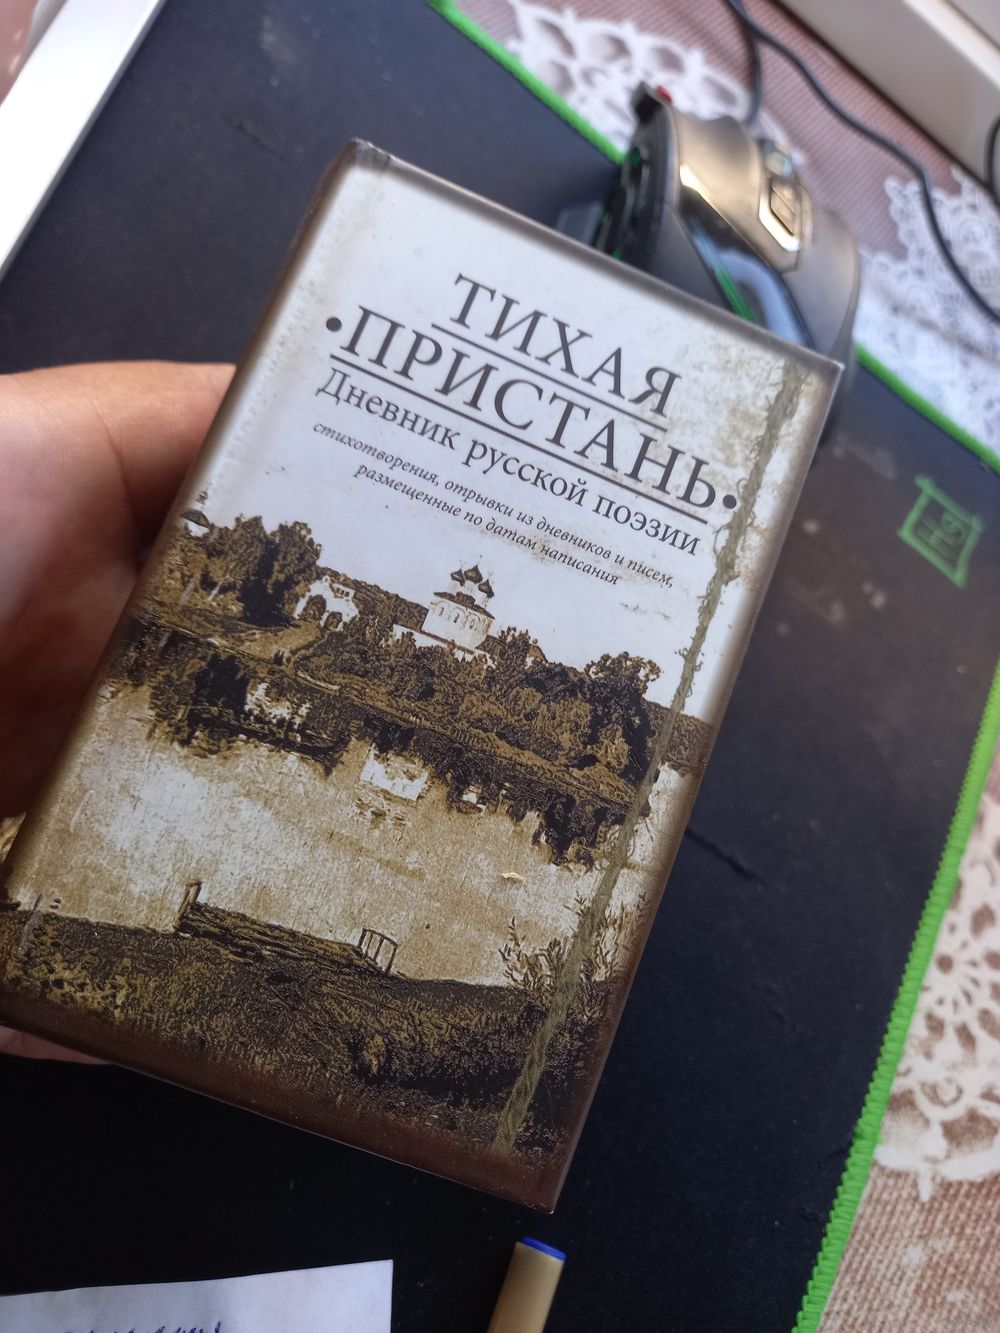 ТИХАЯ
•ПРИСТАНЬ•
Дневник русской поэзии
стихотворения, отрывки из дневников и писем,
размещенные по датам написания